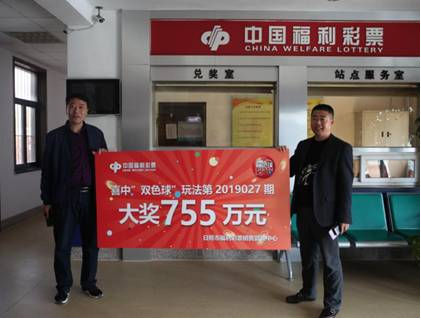 中国福利彩票
CHINA WELFARE LOTTERY
兑奖室
站点服务室
中国福利彩票
喜中"双色球"玩法第2019027期
大奖755万元